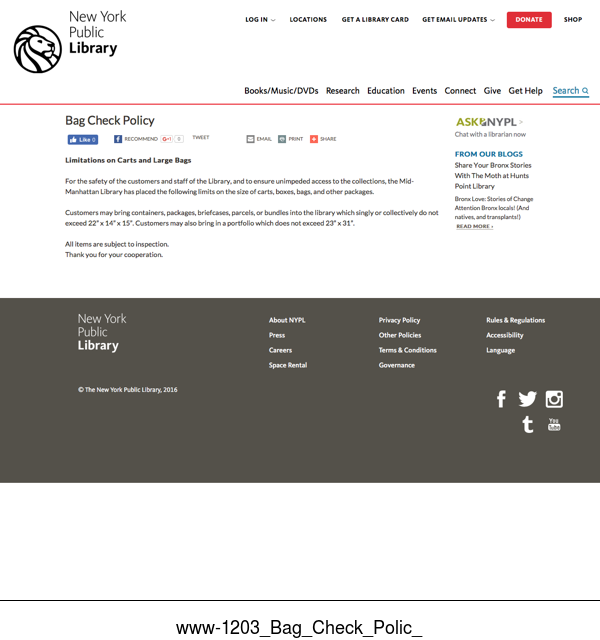 New York
Public
Library
LOG IN
LOCATIONS
GET A LIBRARY CARD
GET EMAIL UPDATES
DONATE
SHOP
Books/Music/DVDs Research Education Events Connect Give Get Help Search
Bag Check Policy
Like 0
RECOMMEND
G+1 0
TWEET
EMAIL
PRINT
SHARE
Limitations on Carts and Large Bags
For the safety of the customers and staff of the Library, and to ensure unimpeded access to the collections, the Mid-
Manhattan Library has placed the following limits on the size of carts, boxes, bags, and other packages.
Customers may bring containers, packages, briefcases, parcels, or bundles into the library which singly or collectively do not
exceed 22" x 14" x 15". Customers may also bring in a portfolio which does not exceed 23" x 31".
All items are subject to inspection.
Thank you for your cooperation.
ASK NYPL >
Chat with a librarian now
FROM OUR BLOGS
Share Your Bronx Stories
With The Moth at Hunts
Point Library
Bronx Love: Stories of Change
Attention Bronx locals! (And
natives, and transplants!)
READ MORE ›
New York
Public
Library
About NYPL
Press
Careers
Space Rental
Privacy Policy
Other Policies
Terms & Conditions
Governance
Rules & Regulations
Accessibility
Language
© The New York Public Library, 2016
You
Tube
www-1203_Bag_Check_Polic_